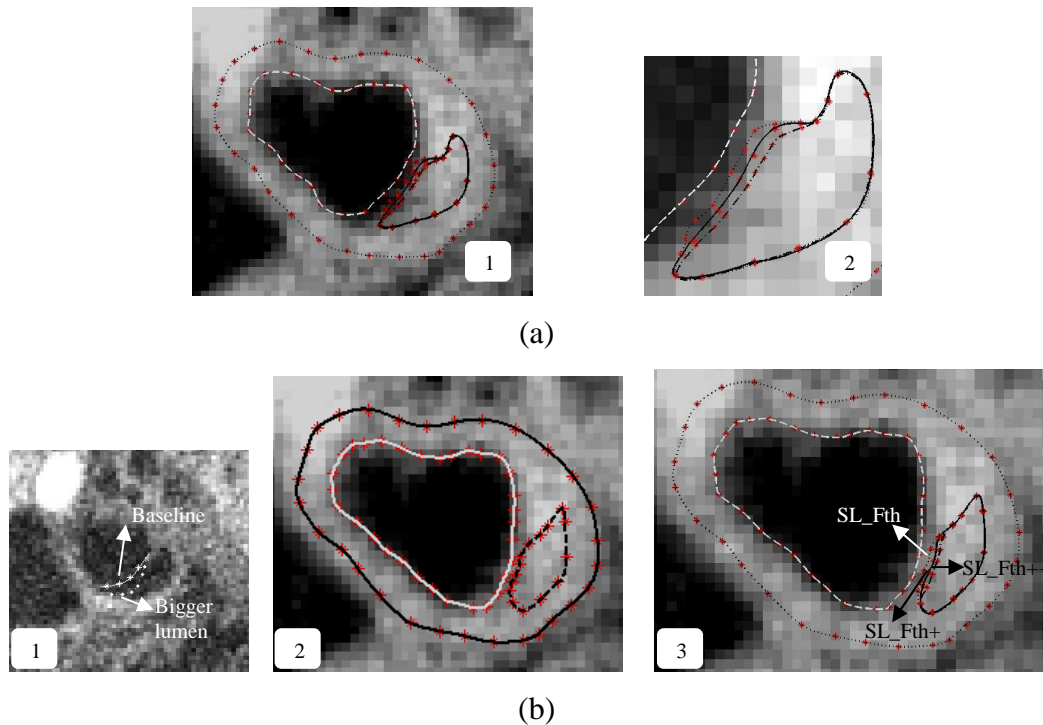 1
2
(a)
Baseline
Bigger
lumen
1
2
SL_Fth
SL_Fth+
SL_Fth+
3
(b)